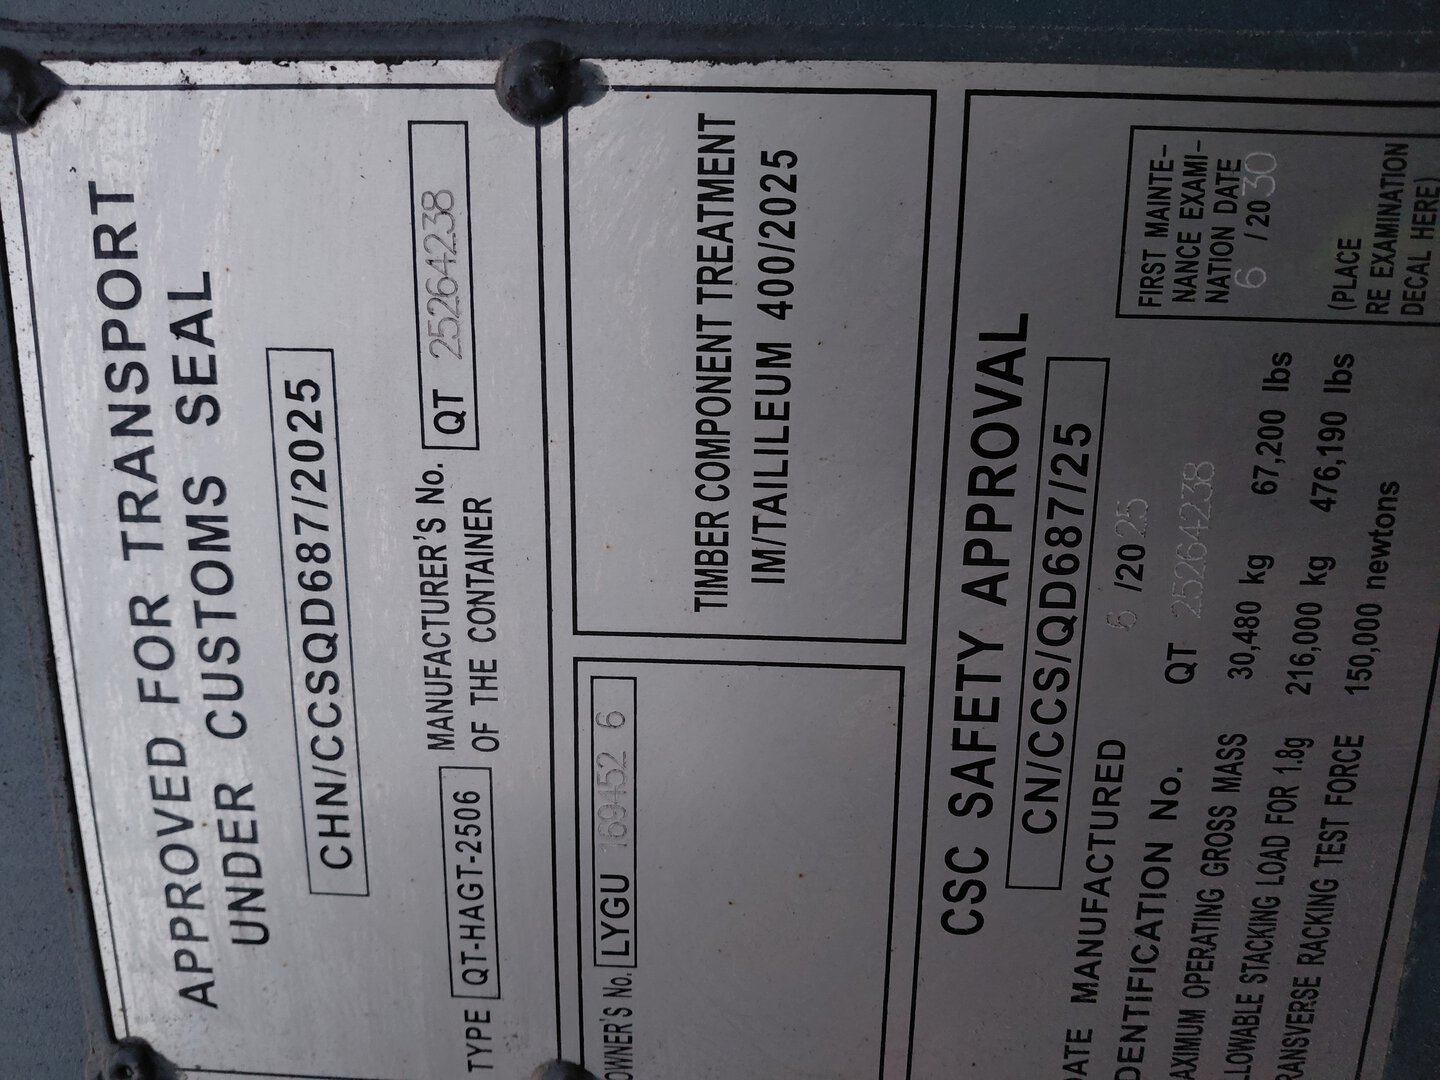 APPROVED FOR TRANSPORT
UNDER CUSTOMS SEAL
CHN/CCSQD687/2025
TYPE QT-HAGT-2506 MANUFACTURER'S No. OF THE CONTAINER QT 25264238
OWNER'S No. LYGU 169452 6
TIMBER COMPONENT TREATMENT
IM/TAILILEUM 400/2025
CSC SAFETY APPROVAL
CN/CCS/QD687/25
DATE MANUFACTURED 6 /2025
IDENTIFICATION No. QT 25264238
MAXIMUM OPERATING GROSS MASS 30,480 kg 67,200 lbs
ALLOWABLE STACKING LOAD FOR 1.8g 216,000 kg 476,190 lbs
TRANSVERSE RACKING TEST FORCE 150,000 newtons
FIRST MAINTE-
NANCE EXAMI-
NATION DATE
6 /2030
(PLACE
RE EXAMINATION
DECAL HERE)